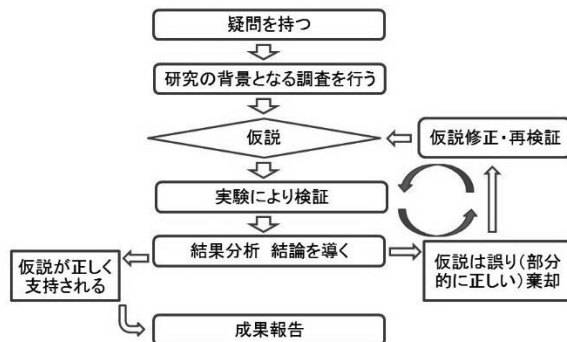 疑問を持つ
研究の背景となる調査を行う
仮説
仮説修正・再検証
実験により検証
結果分析 結論を導く
仮説が正しく
支持される
仮説は誤り(部分
的に正しい)棄却
成果報告